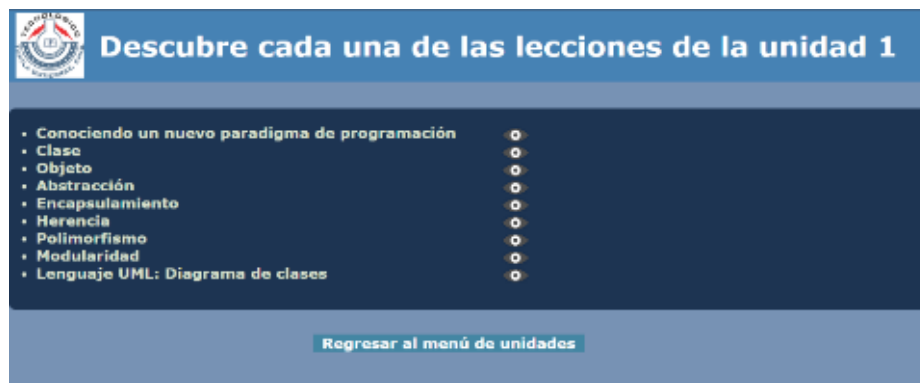 Descubre cada una de las lecciones de la unidad 1
• Conociendo un nuevo paradigma de programación
• Clase
• Objeto
• Abstracción
• Encapsulamiento
• Herencia
• Polimorfismo
• Modularidad
• Lenguaje UML: Diagrama de clases
Regresar al menú de unidades